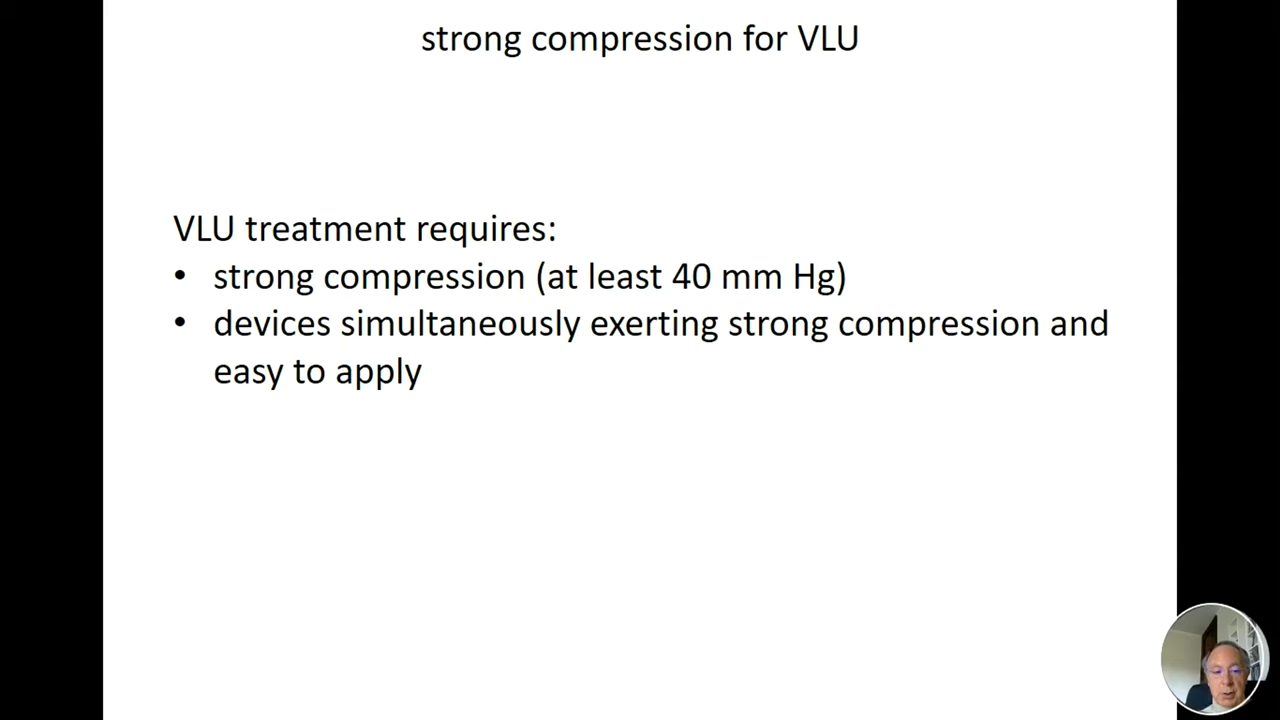 strong compression for VLU
VLU treatment requires:
• strong compression (at least 40 mm Hg)
• devices simultaneously exerting strong compression and
easy to apply